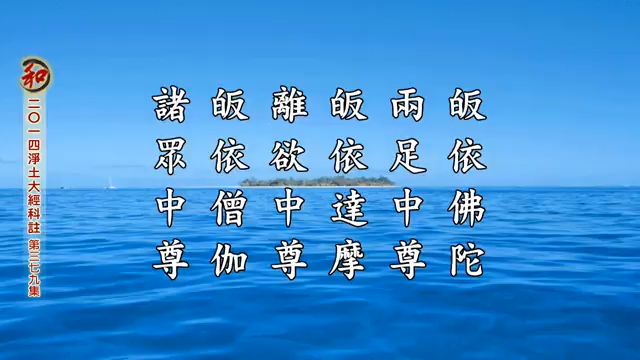 皈依佛陀
兩足中尊
皈依達摩
離欲中尊
皈依僧伽
諸眾中尊
和
二〇一四淨土大經科註 第三七九集